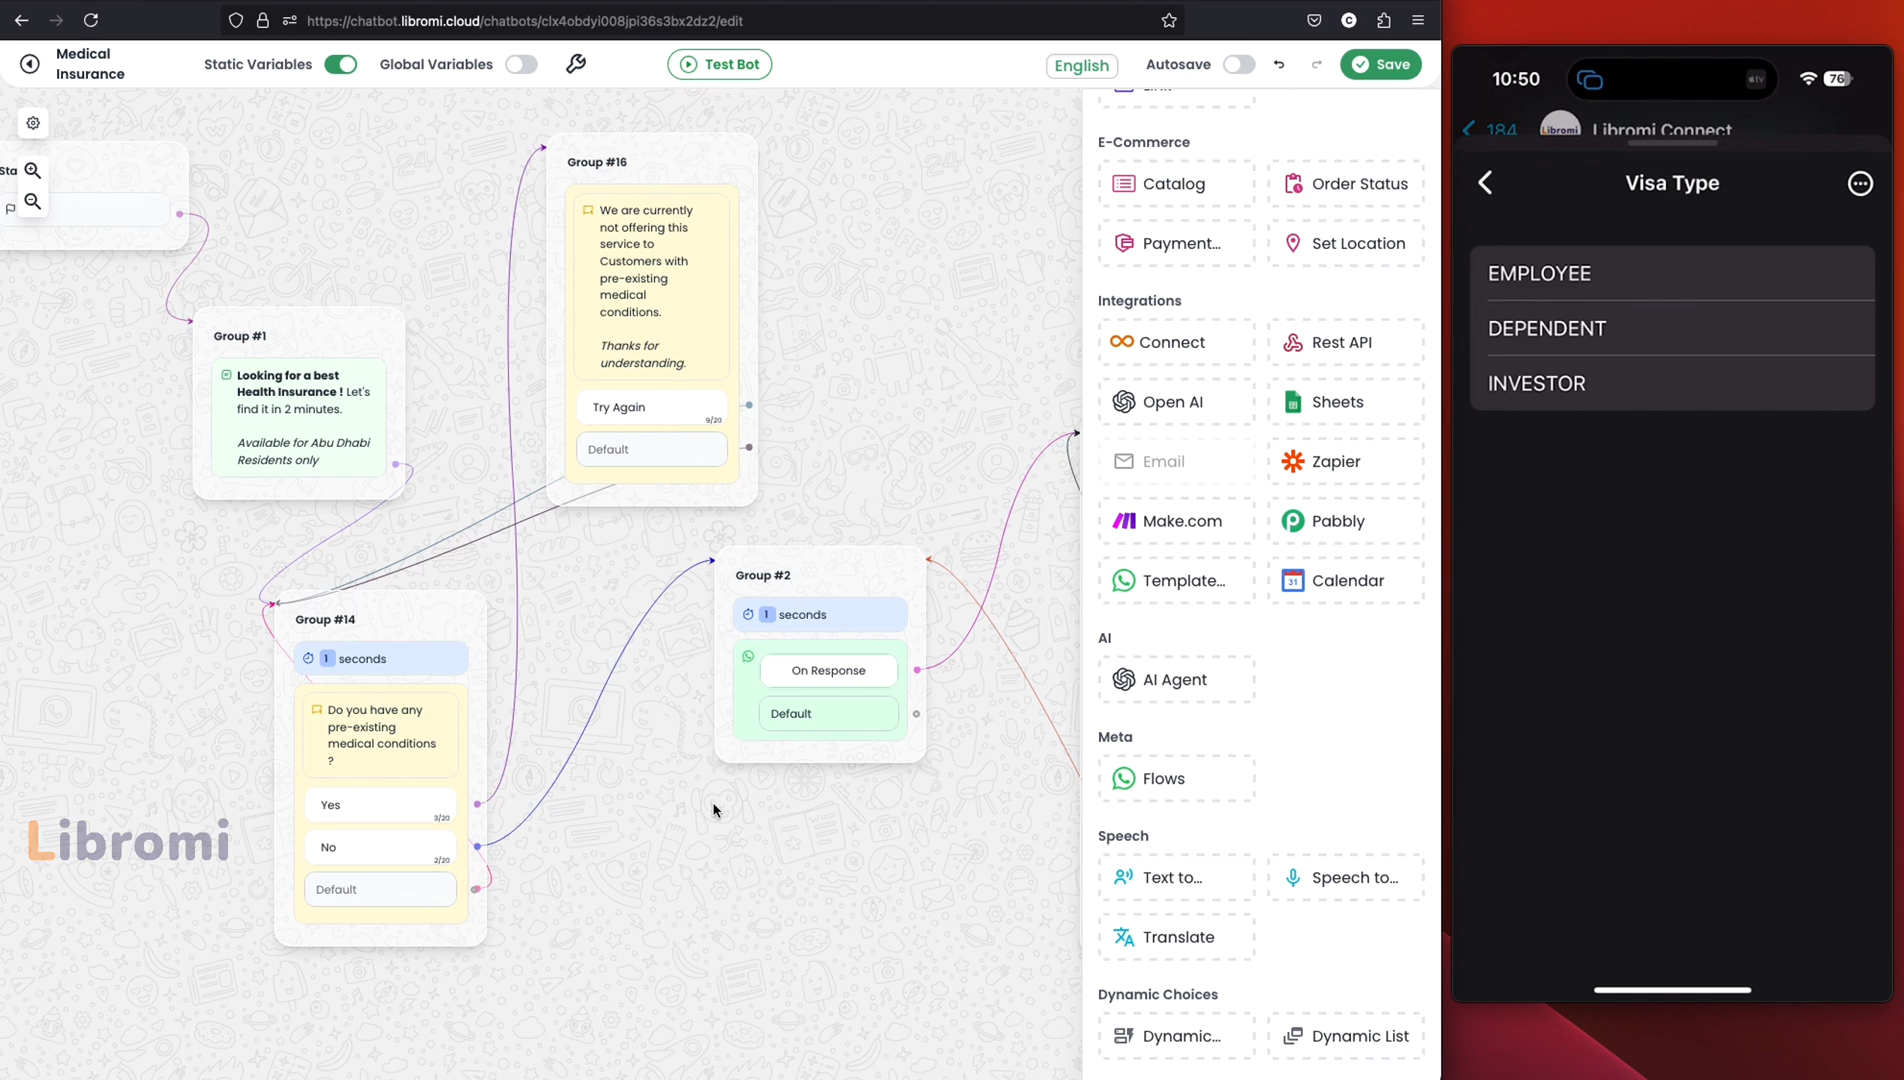 https://chatbot.libromi.cloud/chatbots/clx4obdyi008jpi36s3bx2dz2/edit
Medical
Insurance
Static Variables
Global Variables
Test Bot
English
Autosave
Save
Sta
Group #1
Looking for a best
Health Insurance ! Let's
find it in 2 minutes.
Available for Abu Dhabi
Residents only
Group #16
We are currently
not offering this
service to
Customers with
pre-existing
medical
conditions.
Thanks for
understanding.
Try Again
9/20
Default
Group #14
1 seconds
Do you have any
pre-existing
medical conditions
?
Yes
3/20
No
2/20
Default
Group #2
1 seconds
On Response
Default
Libromi
E-Commerce
Catalog
Order Status
Payment...
Set Location
Integrations
Connect
Rest API
Open AI
Sheets
Email
Zapier
Make.com
Pabbly
Template...
31
Calendar
AI
AI Agent
Meta
Flows
Speech
Text to...
Speech to...
Translate
Dynamic Choices
Dynamic...
Dynamic List
10:50
tv
76
184
Libromi
Libromi Connect
Visa Type
EMPLOYEE
DEPENDENT
INVESTOR